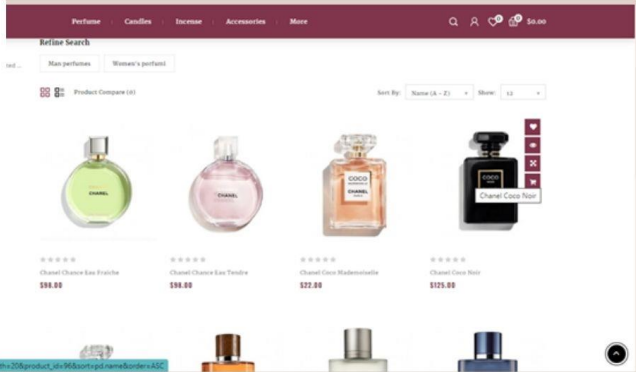 Perfume Candles Incense Accessories More 0 0 $0.00
Refine Search
Man perfumes Women's perfumi
Product Compare (0) Sort By: Name (A - Z) Show: 12
CHANEL
CHANEL
COCO
CHANEL
COCO
Chanel Coco Noir
Chanel Chance Eau Fraiche Chanel Chance Eau Tendre Chanel Coco Mademoiselle Chanel Coco Noir
$98.00 $98.00 $22.00 $125.00
th=20&product_id=96&sort=pd.name&order=ASC